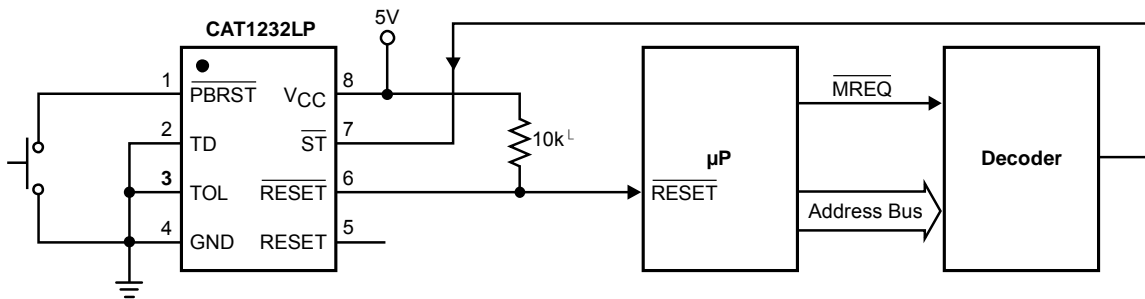 CAT1232LP
5V
1
PBRST
2
TD
3
TOL
4
GND
8
VCC
7
ST
6
RESET
5
RESET
10k
µP
RESET
MREQ
Address Bus
Decoder